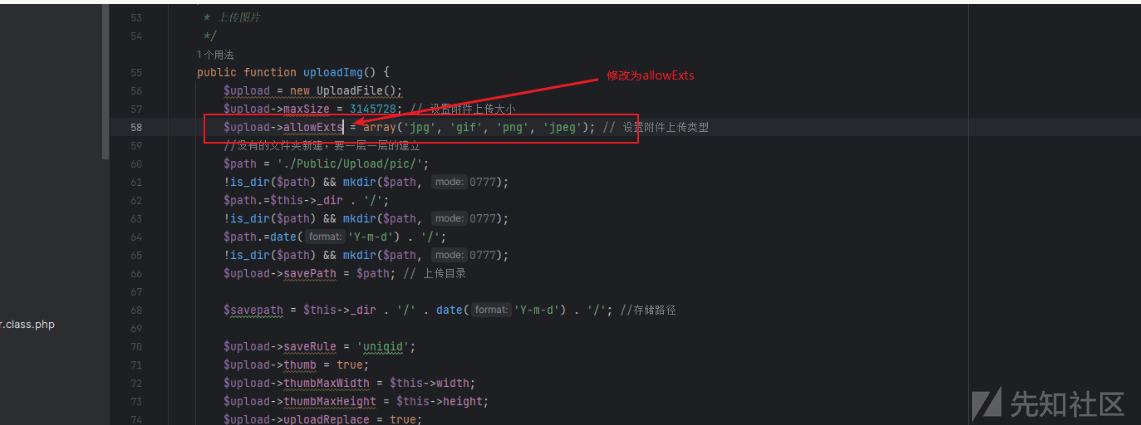 53 * 上传图片
54 */
1个用法
55 public function uploadImg() {
56 $upload = new UploadFile();
修改为allowExts
57 $upload->maxSize = 3145728; // 设置附件上传大小
58 $upload->allowExts = array('jpg', 'gif', 'png', 'jpeg'); // 设置附件上传类型
59 //没有的文件夹新建，要一层一层的建立
60 $path = './Public/Upload/pic/';
61 !is_dir($path) && mkdir($path, mode: 0777);
62 $path.=$this->_dir . '/';
63 !is_dir($path) && mkdir($path, mode: 0777);
64 $path.=date( format: 'Y-m-d') . '/';
65 !is_dir($path) && mkdir($path, mode: 0777);
66 $upload->savePath = $path; // 上传目录
67
68 $savepath = $this->_dir . '/' . date( format: 'Y-m-d') . '/'; //存储路径
69
r.class.php
70 $upload->saveRule = 'uniqid';
71 $upload->thumb = true;
72 $upload->thumbMaxWidth = $this->width;
73 $upload->thumbMaxHeight = $this->height;
74 $upload->uploadReplace = true;
先知社区